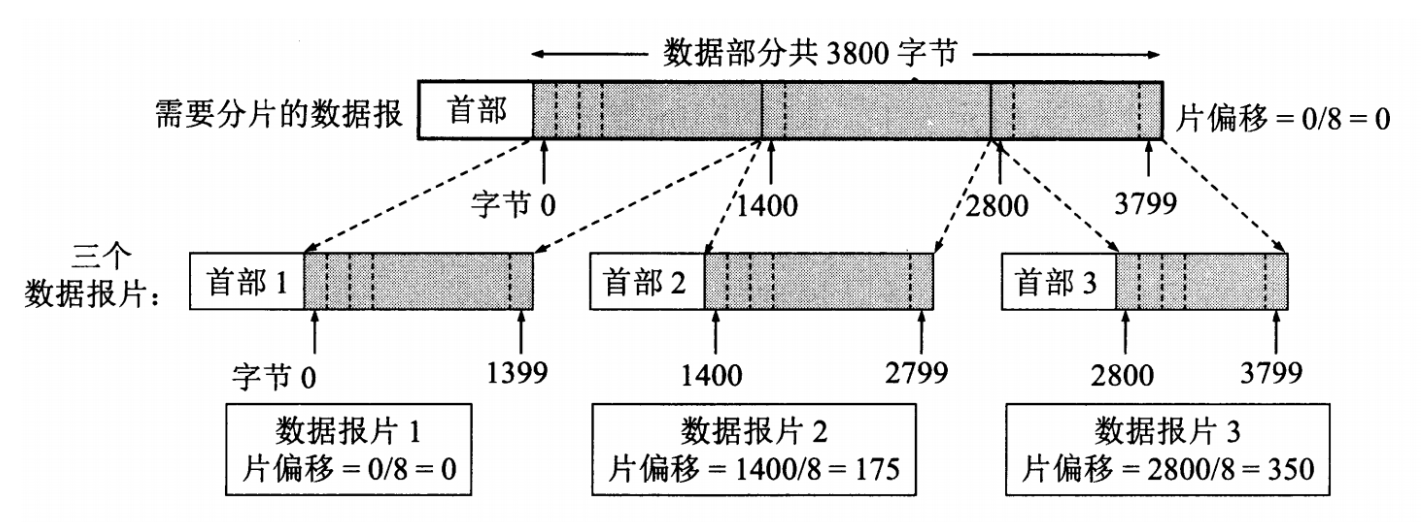 数据部分共 3800 字节
需要分片的数据报
首部
片偏移 = 0/8 = 0
字节 0
1400
2800
3799
三个
数据报片：
首部 1
首部 2
首部 3
字节 0
1399
1400
2799
2800
3799
数据报片 1
片偏移 = 0/8 = 0
数据报片 2
片偏移 = 1400/8 = 175
数据报片 3
片偏移 = 2800/8 = 350